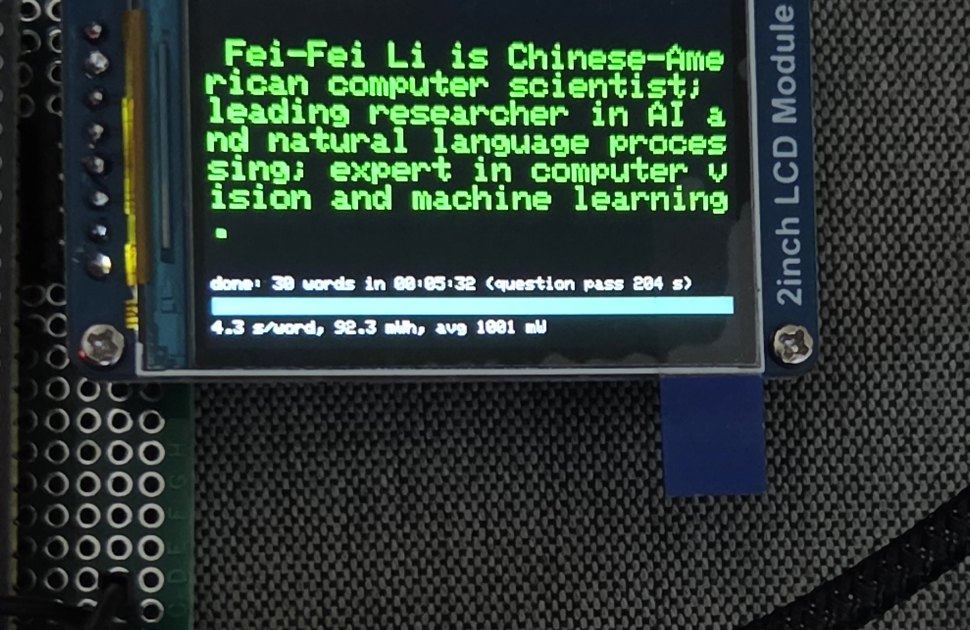 Fei-Fei Li is Chinese-Ame
rican computer scientist;
leading researcher in AI a
nd natural language proces
sing; expert in computer v
ision and machine learning
.
done: 30 words in 00:05:32 (question pass 204 s)
4.3 s/word, 92.3 mWh, avg 1001 mW
2inch LCD Module
H
G
F
E
D
C